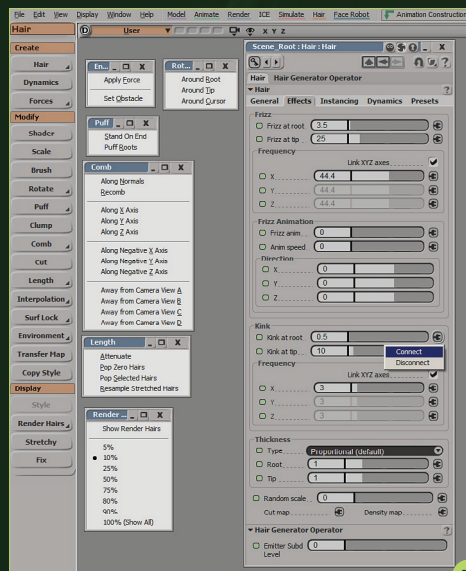 File Edit View Display Window Help Model Animate Render ICE Simulate Hair Face Robot Animation Construction
Hair
User
X Y Z
Create
Hair
Dynamics
Forces
Modify
Shader
Scale
Brush
Rotate
Puff
Clump
Comb
Cut
Length
Interpolation
Surf Lock
Environment
Transfer Map
Copy Style
Display
Style
Render Hairs
Stretchy
Fix
En... _ X
Apply Force
Set Obstacle
Rot... _ X
Around Root
Around Tip
Around Cursor
Puff _ X
Stand On End
Puff Roots
Comb _ X
Along Normals
Recomb
Along X Axis
Along Y Axis
Along Z Axis
Along Negative X Axis
Along Negative Y Axis
Along Negative Z Axis
Away from Camera View A
Away from Camera View B
Away from Camera View C
Away from Camera View D
Length _ X
Attenuate
Pop Zero Hairs
Pop Selected Hairs
Resample Stretched Hairs
Render ... _ X
Show Render Hairs
5%
10%
25%
50%
75%
80%
90%
100% (Show All)
Scene_Root : Hair : Hair _ X
?
Hair Hair Generator Operator
Hair ?
General Effects Instancing Dynamics Presets
Frizz
Frizz at root 3.5
Frizz at tip 25
Frequency
Link XYZ axes
X 44.4
Y 44.4
Z 44.4
Frizz Animation
Frizz anim 0
Anim speed 0
Direction
X 0
Y 0
Z 0
Kink
Kink at root 0.5
Kink at tip 10
Connect
Disconnect
Frequency
Link XYZ axes
X 3
Y 3
Z 3
Thickness
Type Proportional (default)
Root 1
Tip 1
Random scale 0
Cut map Density map
Hair Generator Operator ?
Emitter Subd 0
Level